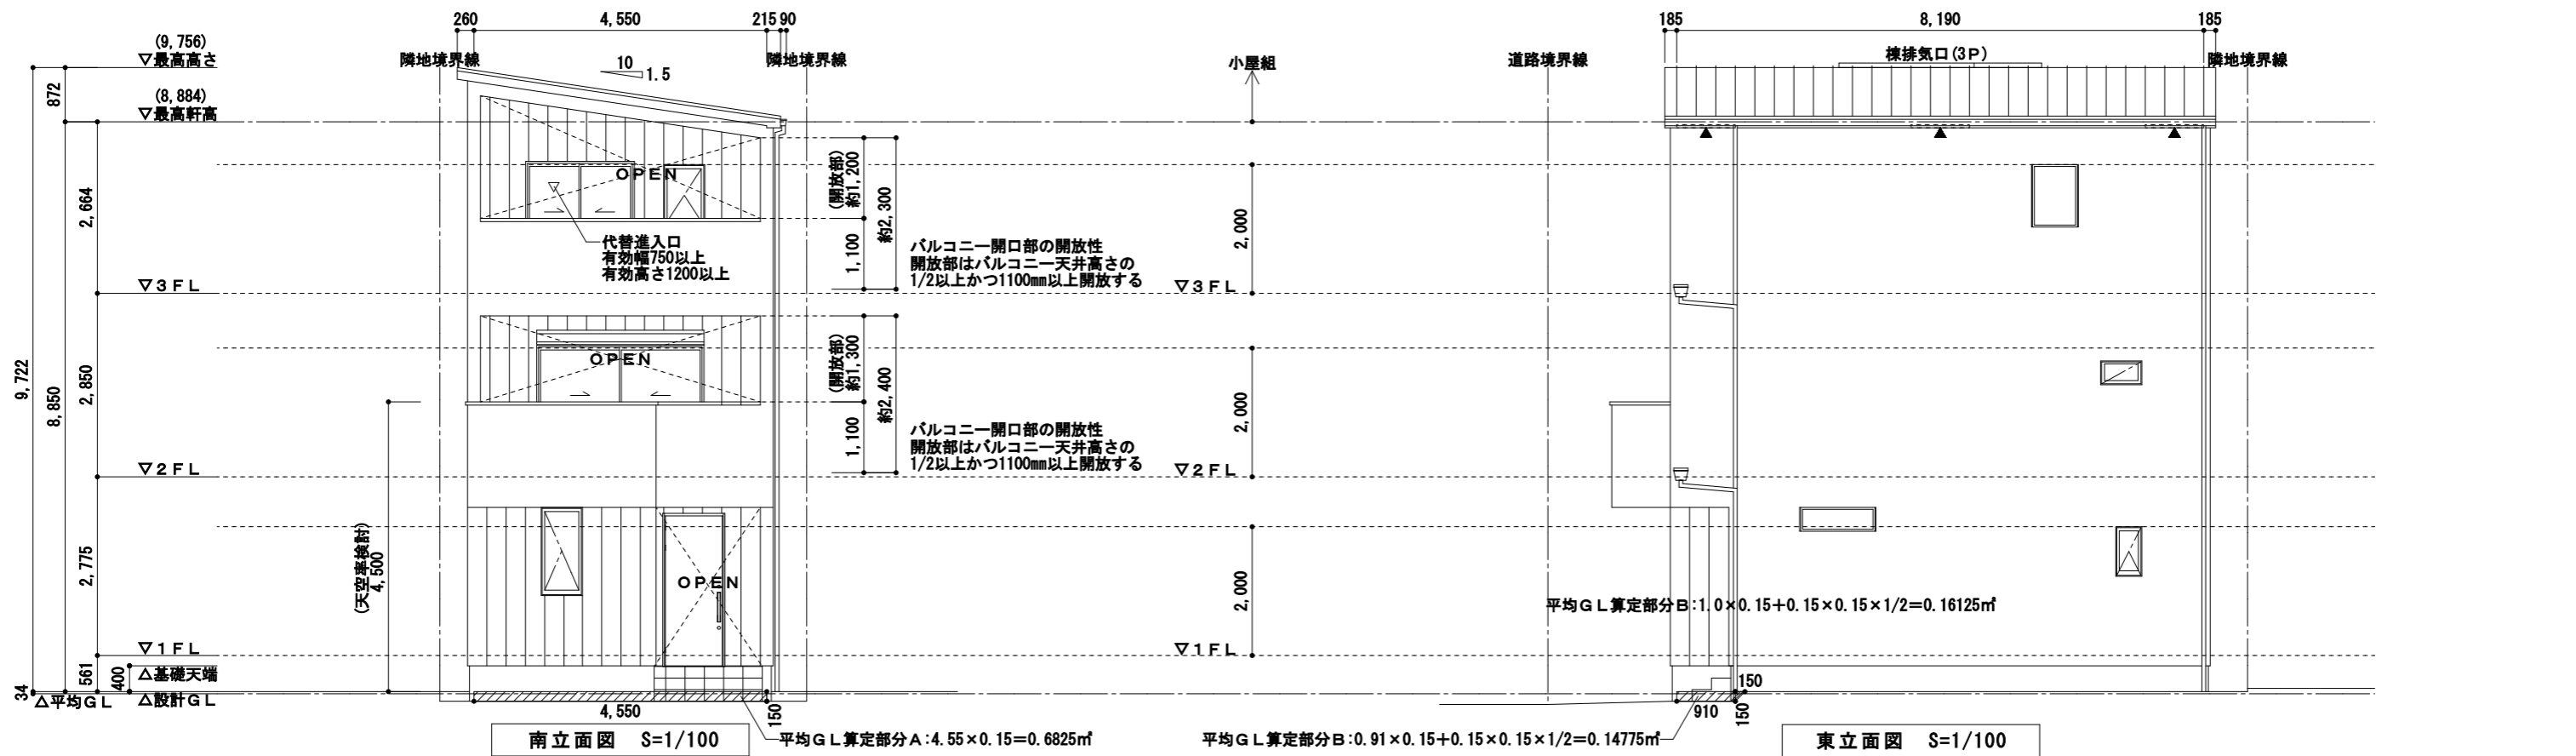 260
4,550
215
90
(9,756)
▽最高高さ
隣地境界線
隣地境界線
10
1.5
872
(8,884)
▽最高軒高
2,664
OPEN
代替進入口
有効幅750以上
有効高さ1200以上
(開放部)
約1,200
1,100
約2,300
バルコニー開口部の開放性
開放部はバルコニー天井高さの
1/2以上かつ1100mm以上開放する
▽3FL
9,722
8,850
2,850
OPEN
(開放部)
約1,300
1,100
約2,400
バルコニー開口部の開放性
開放部はバルコニー天井高さの
1/2以上かつ1100mm以上開放する
▽2FL
2,775
(天空率検討)
4,500
OPEN
▽1FL
561
400
△基礎天端
34
△平均GL
△設計GL
4,550
150
南立面図 S=1/100
平均GL算定部分A:4.55×0.15=0.6825㎡
小屋組
道路境界線
185
8,190
185
棟排気口(3P)
隣地境界線
2,000
▽3FL
2,000
▽2FL
2,000
平均GL算定部分B:1.0×0.15+0.15×0.15×1/2=0.16125㎡
▽1FL
150
910
150
平均GL算定部分B:0.91×0.15+0.15×0.15×1/2=0.14775㎡
東立面図 S=1/100